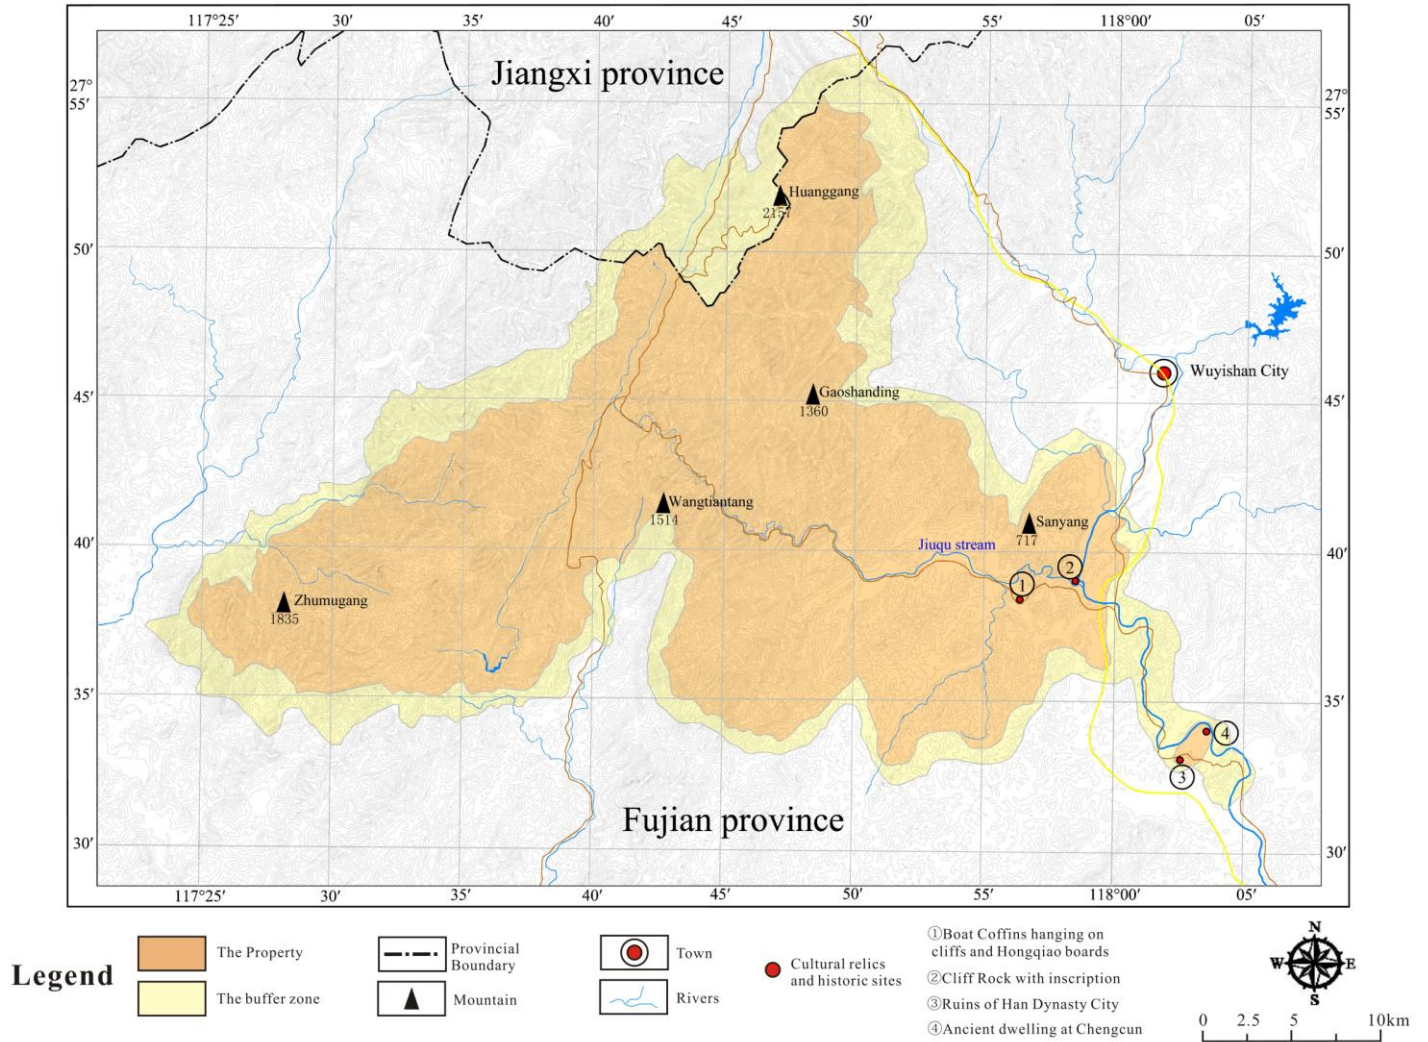 117°25′ 30′ 40′ 45′ 50′ 55′ 118°00′ 05′
Jiangxi province
27°
55′
27°
55′
Huanggang
2157
50′
50′
Wuyishan City
Gaoshanding
1360
45′
45′
Wangtiantang
1514
Sanyang
717
Jiuqu stream
40′
40′
②
①
Zhumugang
1835
35′
35′
④
③
Fujian province
30′
30′
117°25′ 30′ 35′ 40′ 45′ 50′ 55′ 118°00′ 05′
Legend
The Property
The buffer zone
Provincial
Boundary
Mountain
Town
Rivers
Cultural relics
and historic sites
①Boat Coffins hanging on
cliffs and Hongqiao boards
②Cliff Rock with inscription
③Ruins of Han Dynasty City
④Ancient dwelling at Chengcun
N
W E
S
0 2.5 5 10km